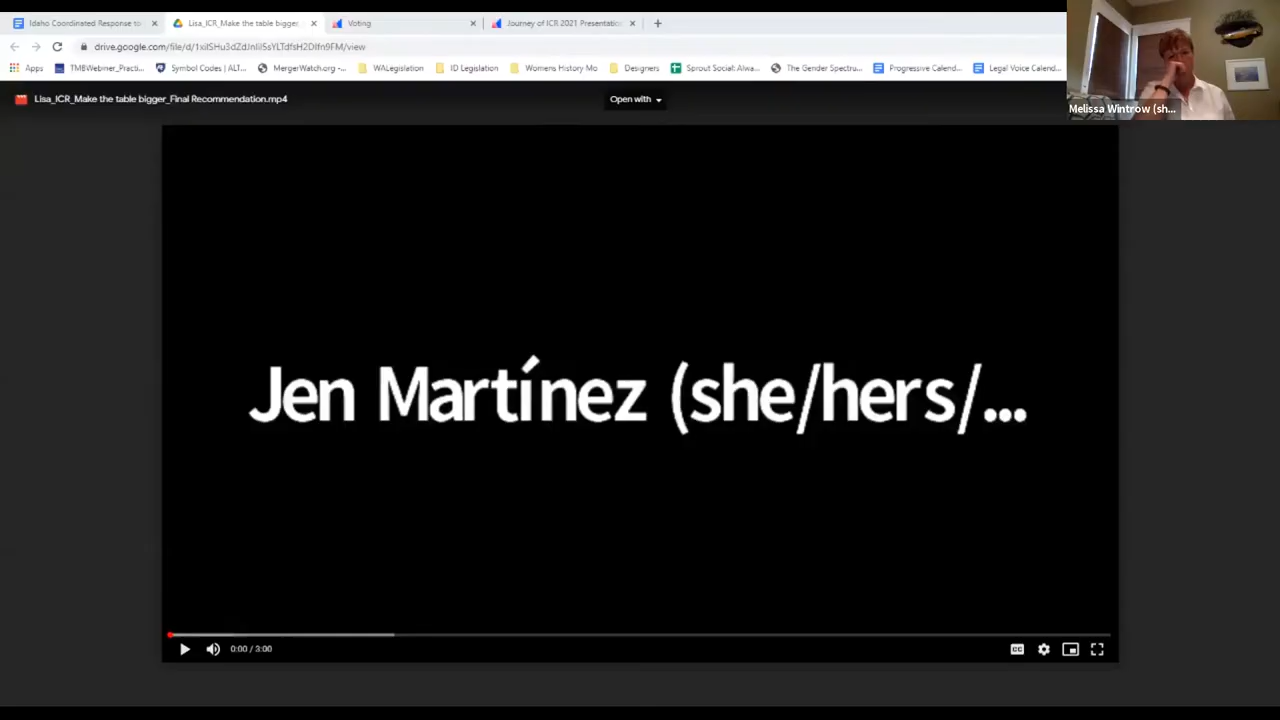 Idaho Coordinated Response to
Lisa_ICR_Make the table bigger
Voting
Journey of ICR 2021 Presentation
drive.google.com/file/d/
/view
Apps
TMBWebmer_Practi...
Symbol Codes | ALT...
MergerWatch.org -...
WALegislation
ID Legislation
Womens History Mo
Designers
Sprout Social: Alwa...
The Gender Spectru...
Progressive Calend...
Legal Voice Calend...
Melissa Wintrow (sh...
Lisa_ICR_Make the table bigger_Final Recommendation.mp4
Open with
Jen Martínez (she/hers/...
0:00 / 3:00
CC